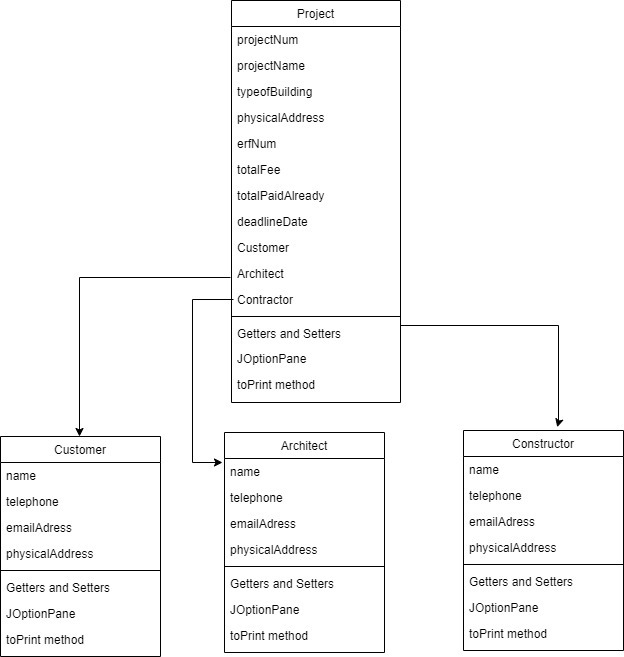 Project
projectNum
projectName
typeofBuilding
physicalAddress
erfNum
totalFee
totalPaidAlready
deadlineDate
Customer
Architect
Contractor
Getters and Setters
JOptionPane
toPrint method
Customer
name
telephone
emailAdress
physicalAddress
Getters and Setters
JOptionPane
toPrint method
Architect
name
telephone
emailAdress
physicalAddress
Getters and Setters
JOptionPane
toPrint method
Constructor
name
telephone
emailAdress
physicalAddress
Getters and Setters
JOptionPane
toPrint method